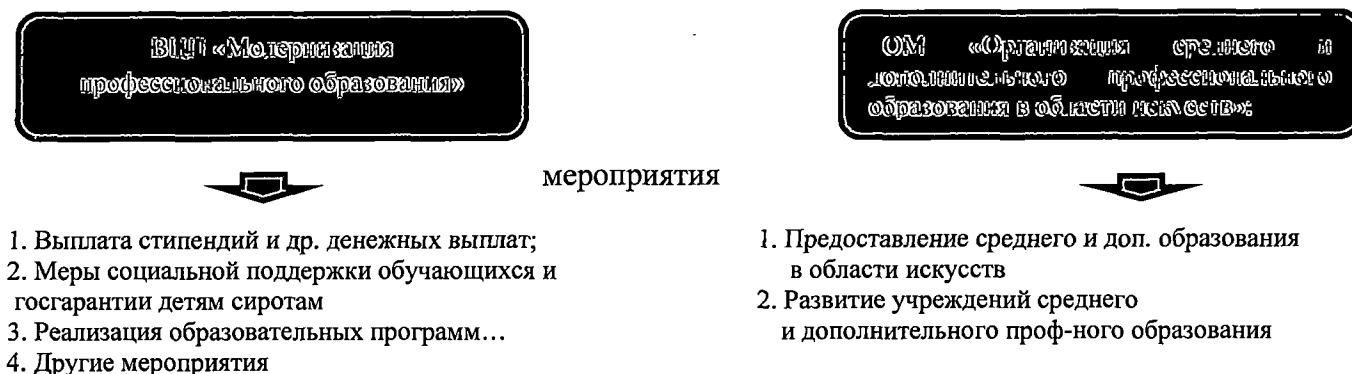 ВЦП «Модернизация
профессионального образования»
ОМ «Организация среднего и
дополнительного профессионального
образования в области искусств»:
мероприятия
1. Выплата стипендий и др. денежных выплат;
2. Меры социальной поддержки обучающихся и
госгарантии детям сиротам
3. Реализация образовательных программ…
4. Другие мероприятия
1. Предоставление среднего и доп. образования
в области искусств
2. Развитие учреждений среднего
и дополнительного проф-ного образования